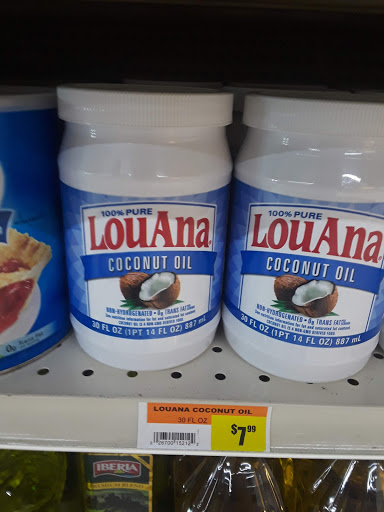 100% PURE
LouAna
COCONUT OIL
NON-HYDROGENATED • 0g TRANS FAT
30 FL OZ (1PT 14 FL OZ) 887 mL
100% PURE
LouAna
COCONUT OIL
NON-HYDROGENATED • 0g TRANS FAT
30 FL OZ (1PT 14 FL OZ) 887 mL
LOUANA COCONUT OIL
30 FL OZ
$7.99
IBERIA
PREMIUM BLEND